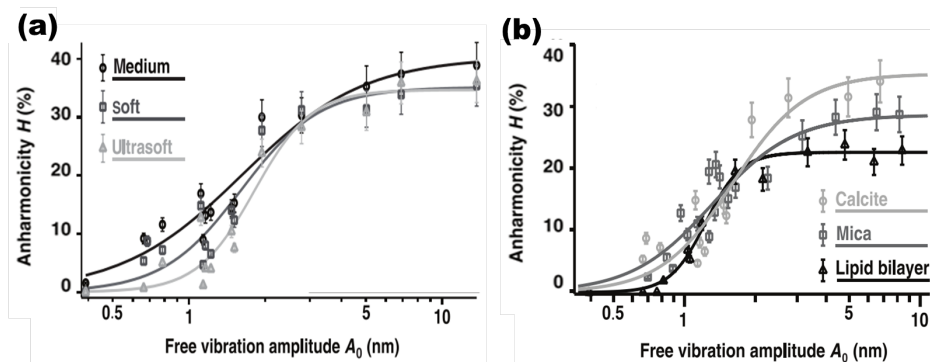 (a)
Anharmonicity H (%)
40
30
20
10
0
Medium
Soft
Ultrasoft
0.5
1
5
10
Free vibration amplitude A0 (nm)
(b)
Anharmonicity H (%)
40
30
20
10
0
Calcite
Mica
Lipid bilayer
0.5
1
5
10
Free vibration amplitude A0 (nm)